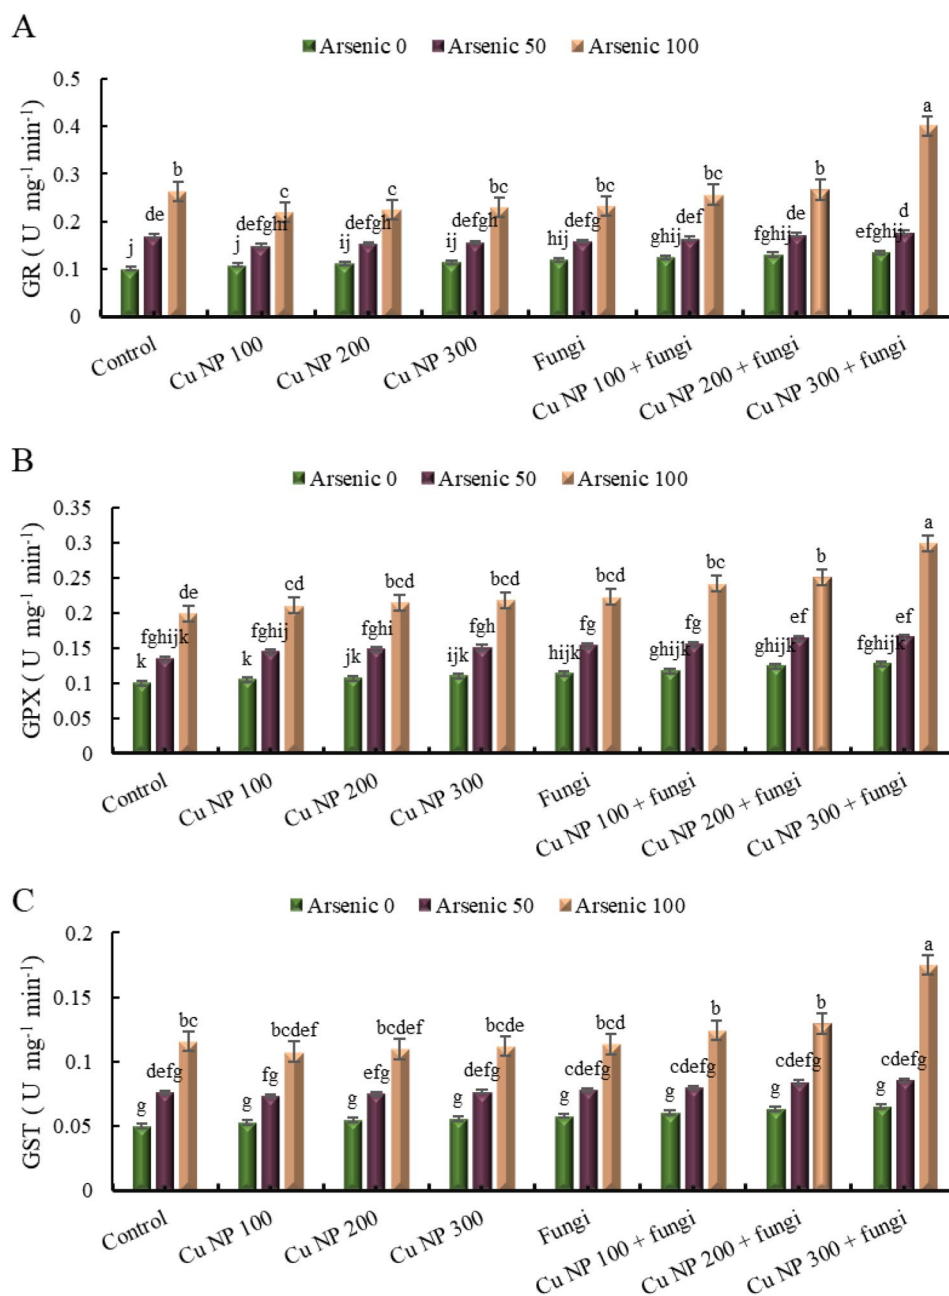 A
Arsenic 0 Arsenic 50 Arsenic 100
GR ( U mg⁻¹ min⁻¹)
0.5
0.4
0.3
0.2
0.1
0
j de b
j defghi c
ij defgh c
ij defgh bc
hij defg bc
ghij def bc
fghij de b
efghij d a
Control
Cu NP 100
Cu NP 200
Cu NP 300
Fungi
Cu NP 100 + fungi
Cu NP 200 + fungi
Cu NP 300 + fungi
B
Arsenic 0 Arsenic 50 Arsenic 100
GPX ( U mg⁻¹ min⁻¹)
0.35
0.3
0.25
0.2
0.15
0.1
0.05
0
k fghijk de
k fghij cd
jk fghi bcd
ijk fgh bcd
hijk fg bcd
ghijk fg bc
ghijk ef b
fghijk ef a
Control
Cu NP 100
Cu NP 200
Cu NP 300
Fungi
Cu NP 100 + fungi
Cu NP 200 + fungi
Cu NP 300 + fungi
C
Arsenic 0 Arsenic 50 Arsenic 100
GST ( U mg⁻¹ min⁻¹)
0.2
0.15
0.1
0.05
0
g defg bc
g fg bcdef
g efg bcdef
g defg bcde
g cdefg bcd
g cdefg b
g cdefg b
g cdefg a
Control
Cu NP 100
Cu NP 200
Cu NP 300
Fungi
Cu NP 100 + fungi
Cu NP 200 + fungi
Cu NP 300 + fungi